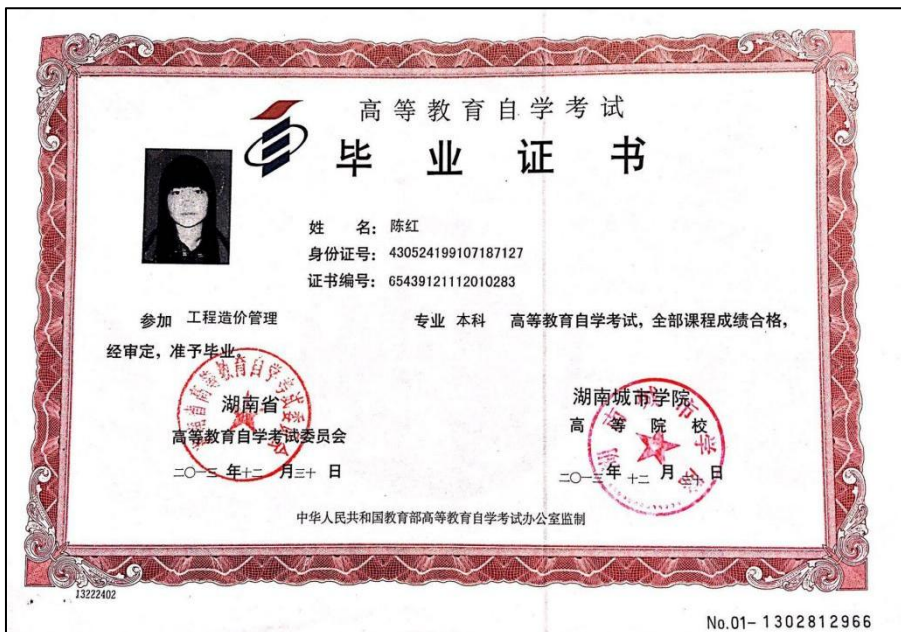 高等教育自学考试
毕业证书
姓 名：陈红
身份证号：430524199107187127
证书编号：65439121112010283
参加 工程造价管理 专业 本科 高等教育自学考试，全部课程成绩合格，
经审定，准予毕业。
湖南省
高等教育自学考试委员会
二〇一三 年十二 月三十 日
湖南城市学院
高等院校
二〇一三年 十二 月 日
中华人民共和国教育部高等教育自学考试办公室监制
13222402
No.01-1302812966